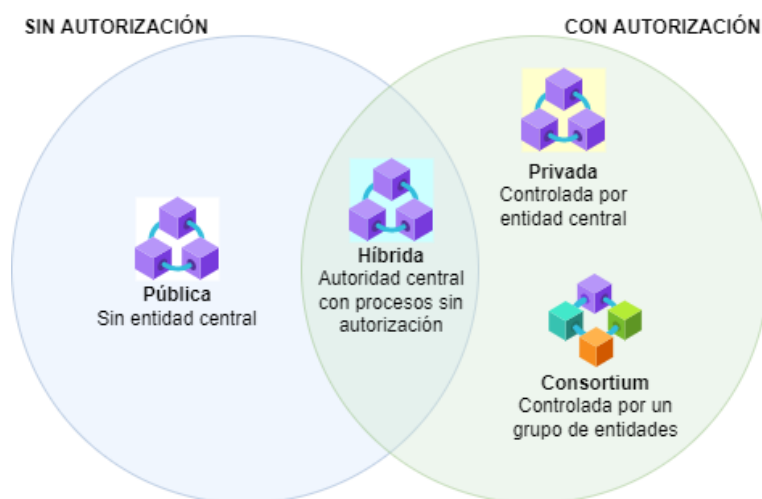 SIN AUTORIZACIÓN
CON AUTORIZACIÓN
Privada
Controlada por
entidad central
Híbrida
Autoridad central
con procesos sin
autorización
Pública
Sin entidad central
Consortium
Controlada por un
grupo de entidades